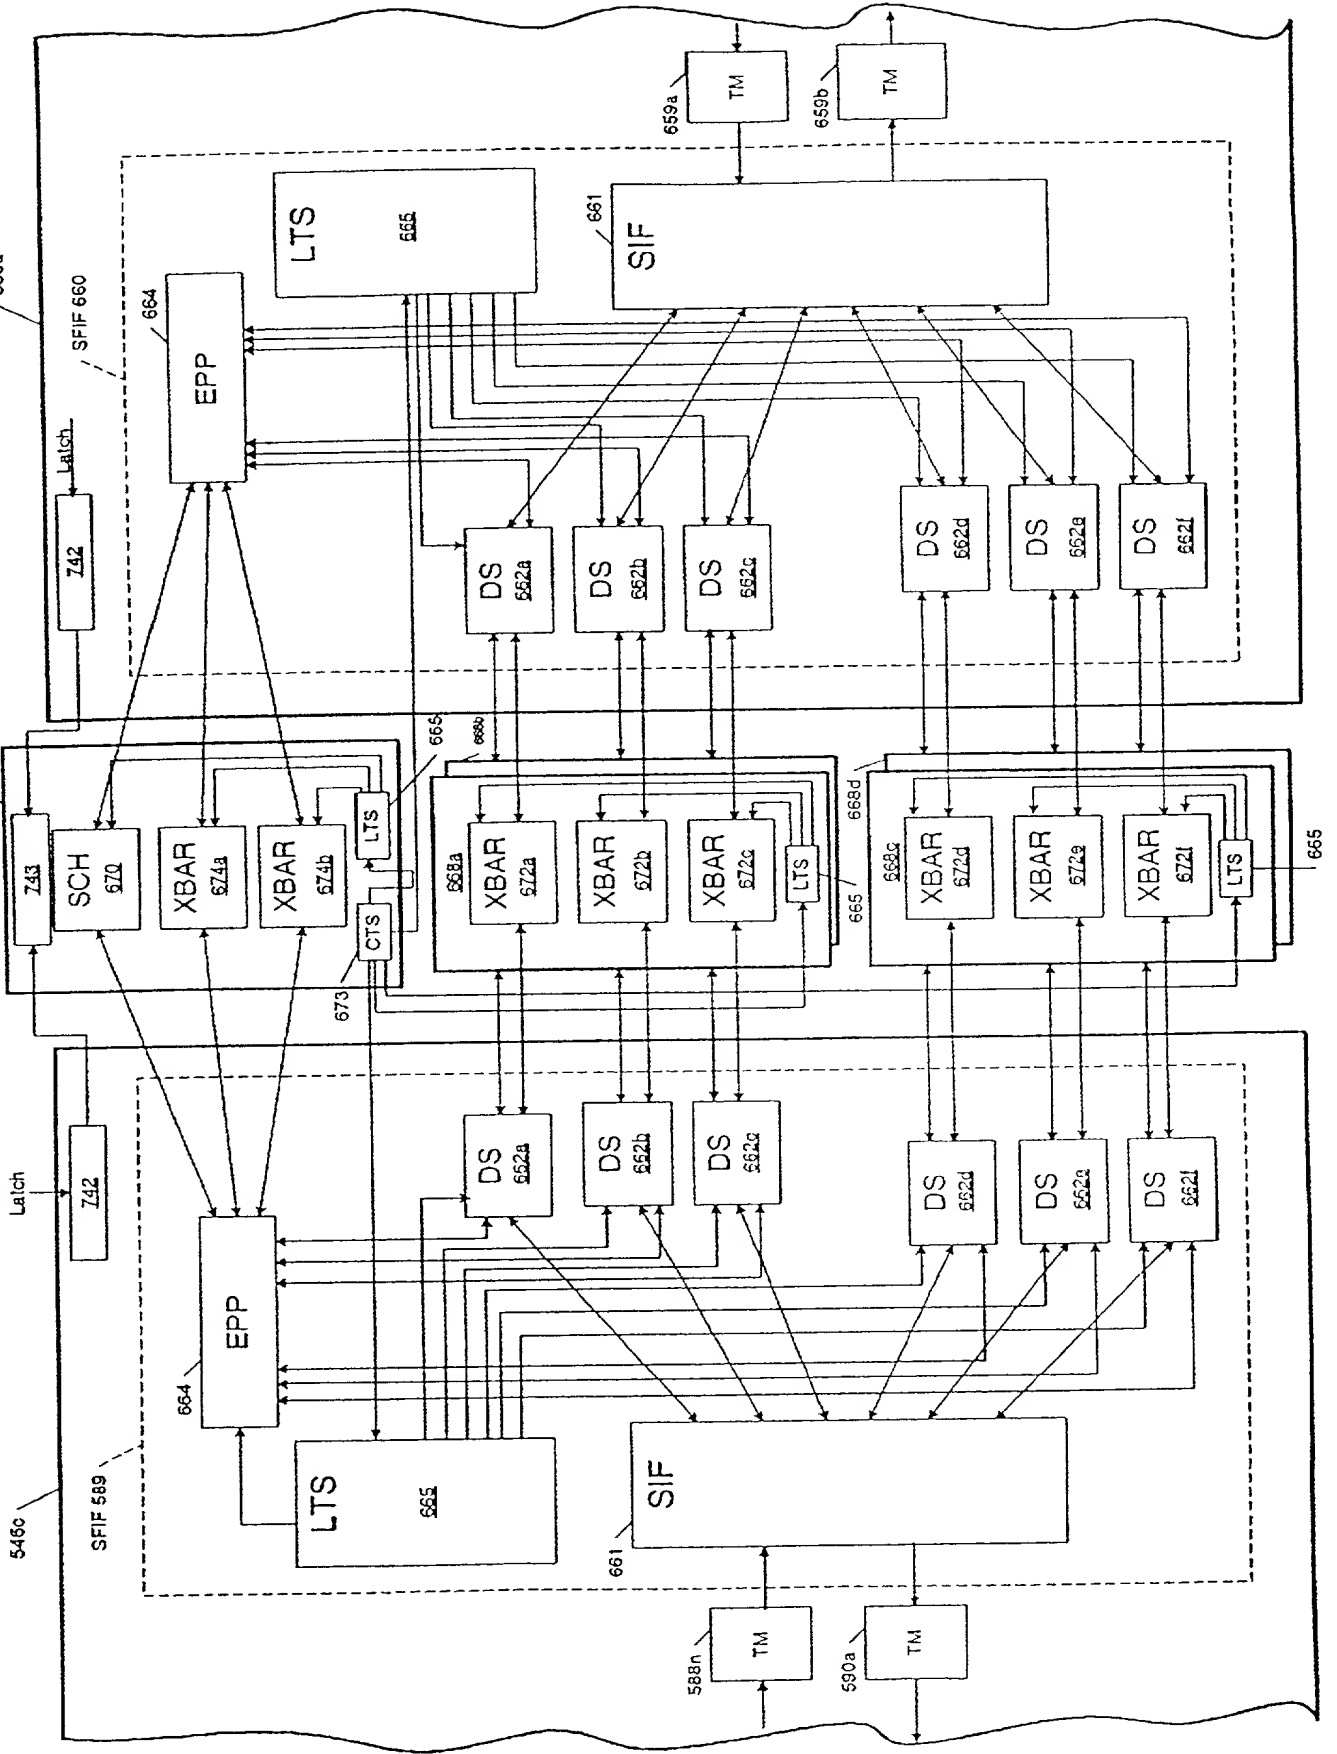 546c
SFIF 589
Latch
742
664
EPP
LTS
665
661
SIF
588n
TM
590a
TM
DS
662a
DS
662b
DS
662c
DS
662d
DS
662e
DS
662f
743
SCH
670
XBAR
674a
XBAR
674b
673
CTS
LTS
665
668a
668b
XBAR
672a
XBAR
672b
XBAR
672c
LTS
665
668c
668d
XBAR
672d
XBAR
672e
XBAR
672f
LTS
665
SFIF 660
Latch
742
664
EPP
LTS
665
661
SIF
659a
TM
659b
TM
DS
662a
DS
662b
DS
662c
DS
662d
DS
662e
DS
662f